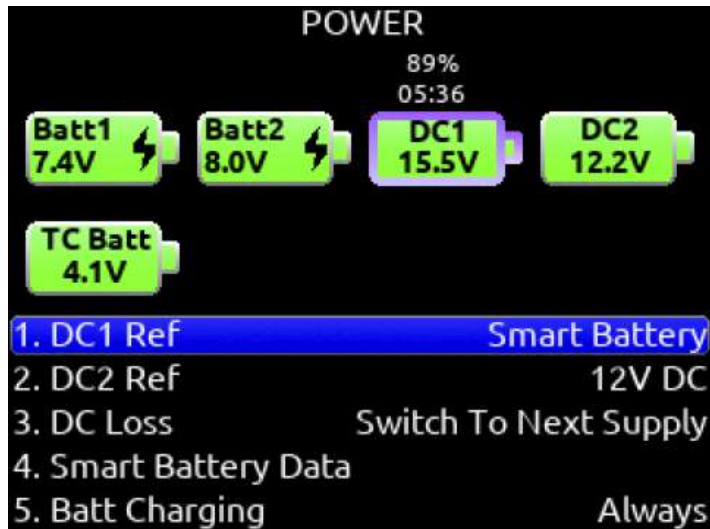 POWER
89%
05:36
Batt1 Batt2 DC1 DC2
7.4V 8.0V 15.5V 12.2V
TC Batt
4.1V
1. DC1 Ref Smart Battery
2. DC2 Ref 12V DC
3. DC Loss Switch To Next Supply
4. Smart Battery Data
5. Batt Charging Always